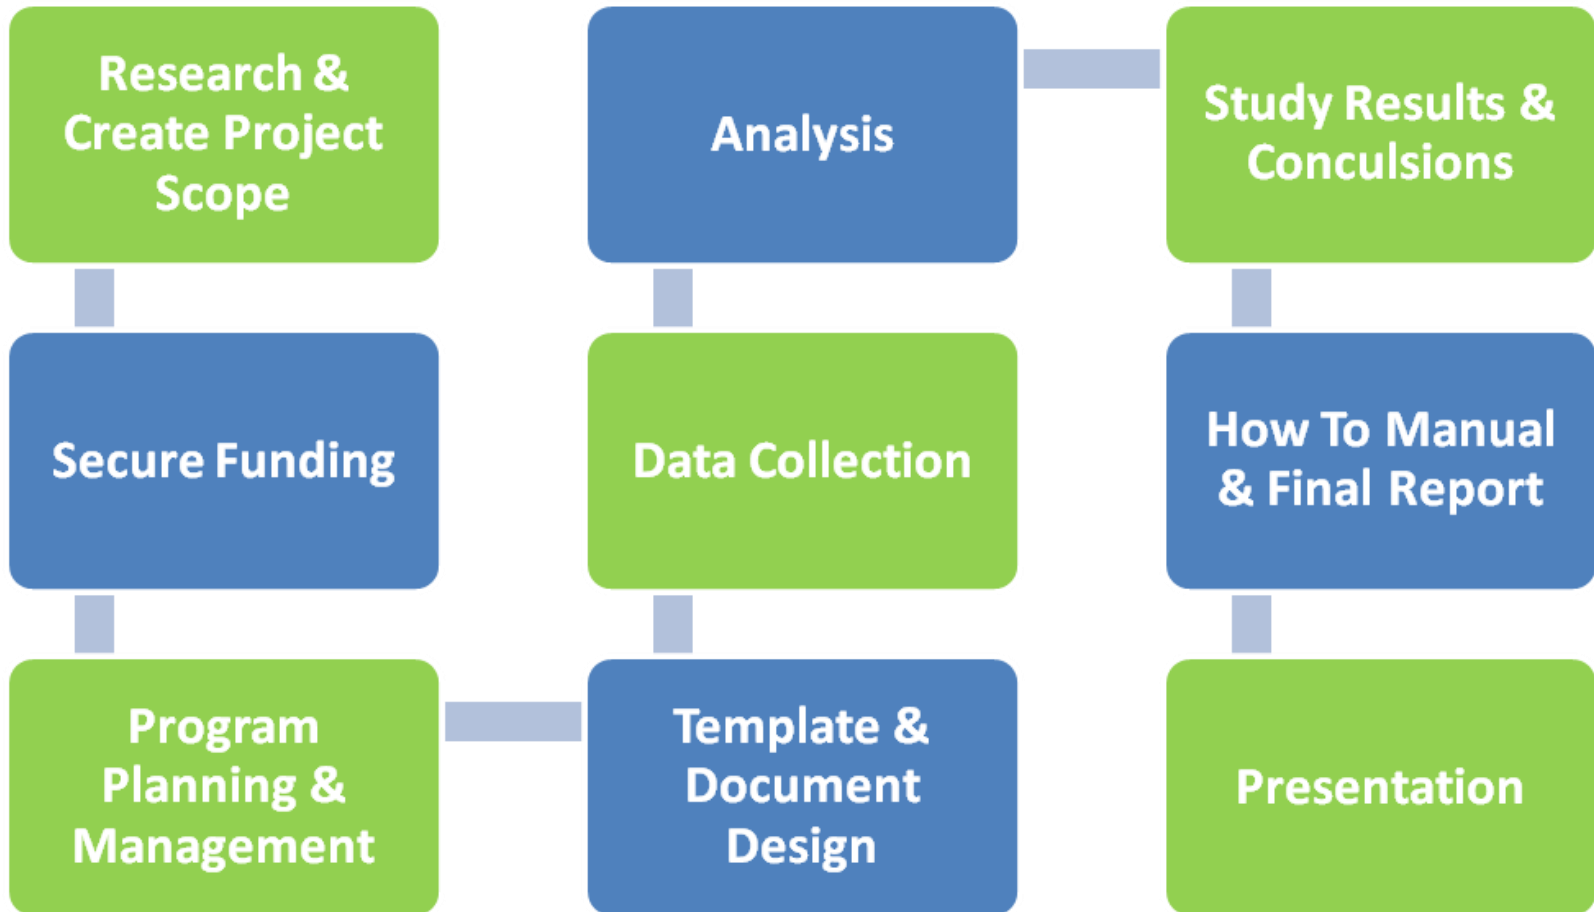 Research &
Create Project
Scope
Secure Funding
Program
Planning &
Management
Template &
Document
Design
Data Collection
Analysis
Study Results &
Conculsions
How To Manual
& Final Report
Presentation